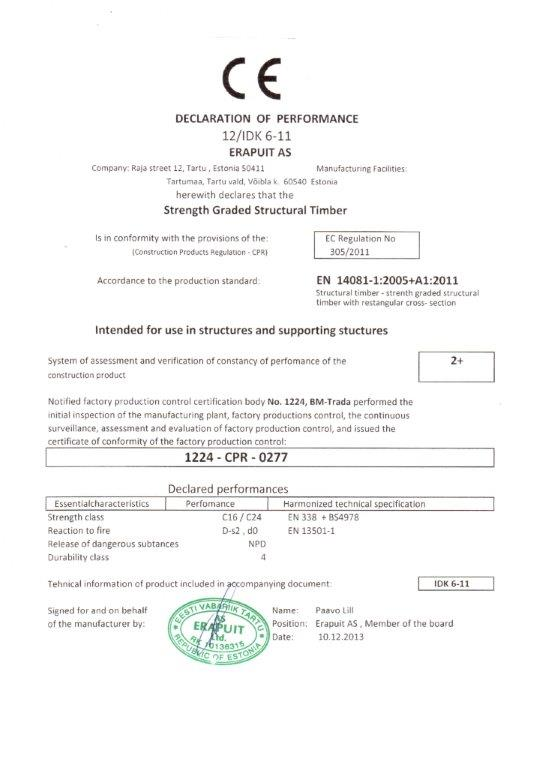 CE
DECLARATION OF PERFORMANCE
12/IDK 6-11
ERAPUIT AS
Company: Raja street 12, Tartu , Estonia 50411 Manufacturing Facilities:
Tartumaa, Tartu vald, Võibla k. 60540 Estonia
herewith declares that the
Strength Graded Structural Timber
Is in conformity with the provisions of the: EC Regulation No
(Construction Products Regulation - CPR) 305/2011
Accordance to the production standard: EN 14081-1:2005+A1:2011
Structural timber - strenth graded structural
timber with restangular cross- section
Intended for use in structures and supporting stuctures
System of assessment and verification of constancy of perfomance of the 2+
construction product
Notified factory production control certification body No. 1224, BM-Trada performed the
initial inspection of the manufacturing plant, factory productions control, the continuous
surveillance, assessment and evaluation of factory production control, and issued the
certificate of conformity of the factory production control:
1224 - CPR - 0277
Declared performances
Essentialcharacteristics Perfomance Harmonized technical specification
Strength class C16 / C24 EN 338 + BS4978
Reaction to fire D-s2 , d0 EN 13501-1
Release of dangerous subtances NPD
Durability class 4
Tehnical information of product included in accompanying document: IDK 6-11
Signed for and on behalf
of the manufacturer by:
EESTI VABARIIK TARTU
AS
ERAPUIT
Ltd.
RK 10136315
REPUBLIC OF ESTONIA
Name: Paavo Lill
Position: Erapuit AS , Member of the board
Date: 10.12.2013